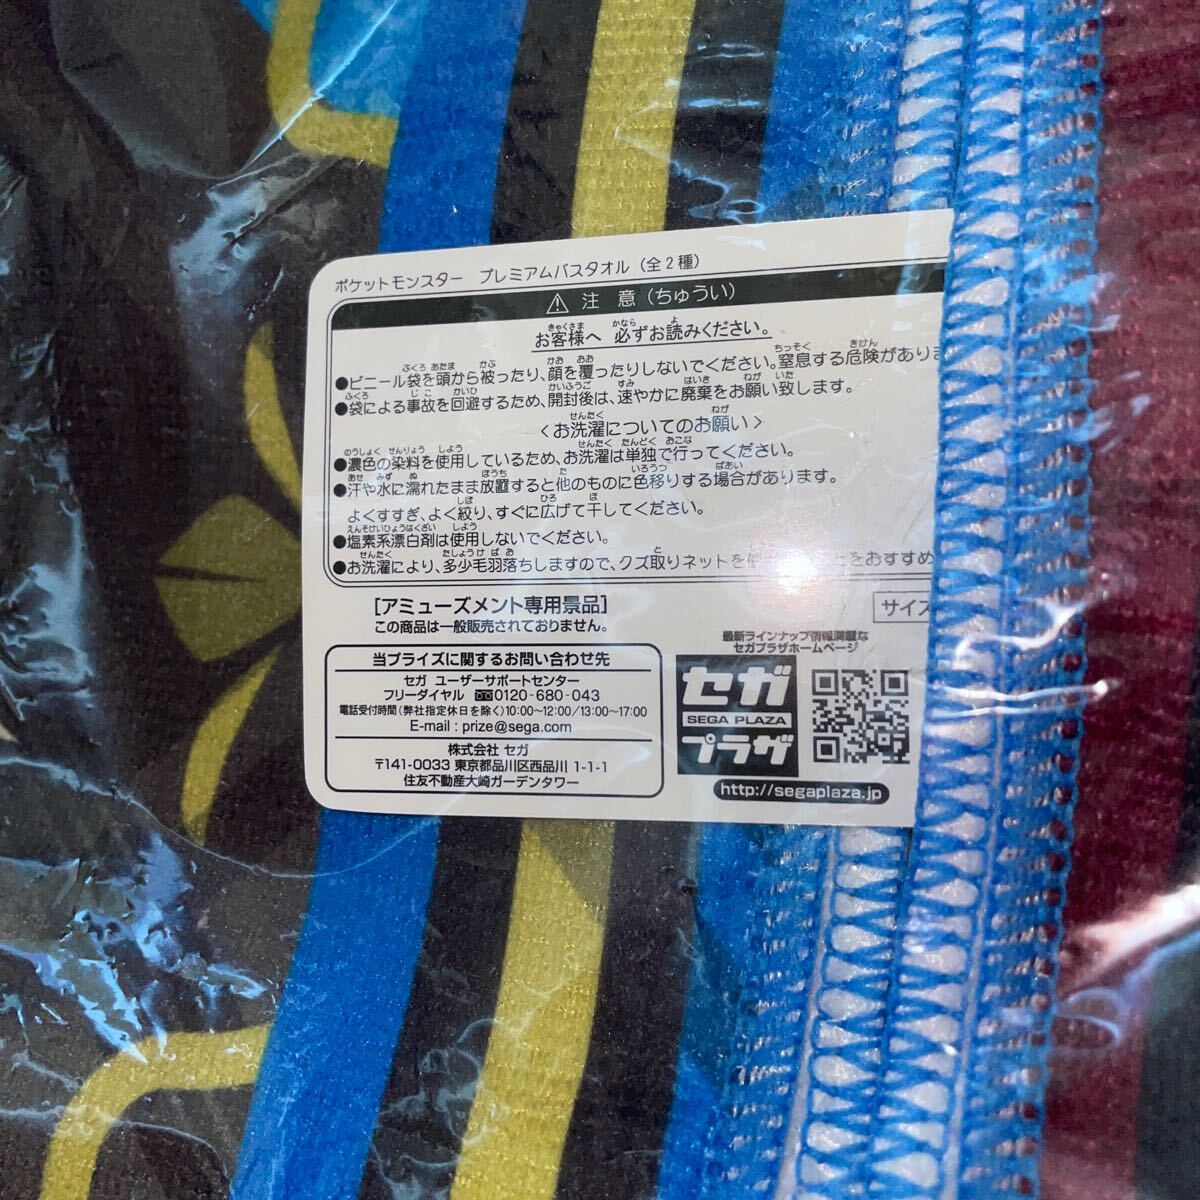 ポケットモンスター　プレミアムバスタオル（全2種）
⚠ 注 意（ちゅうい）
お客様へ 必ずお読みください。
●ビニール袋を頭から被ったり、顔を覆ったりしないでください。窒息する危険がありま
●袋による事故を回避するため、開封後は、速やかに廃棄をお願い致します。
＜お洗濯についてのお願い＞
●濃色の染料を使用しているため、お洗濯は単独で行ってください。
●汗や水に濡れたまま放置すると他のものに色移りする場合があります。
よくすすぎ、よく絞り、すぐに広げて干してください。
●塩素系漂白剤は使用しないでください。
●お洗濯により、多少毛羽落ちしますので、クズ取りネットを使 とをおすすめ
［アミューズメント専用景品］
この商品は一般販売されておりません。
サイズ
当プライズに関するお問い合わせ先
セガ ユーザーサポートセンター
フリーダイヤル 0120-680-043
電話受付時間（弊社指定休日を除く）10:00〜12:00/13:00〜17:00
E-mail : prize@sega.com
株式会社 セガ
〒141-0033 東京都品川区西品川 1-1-1
住友不動産大崎ガーデンタワー
最新ラインナップ情報満載な
セガプラザホームページ
セガ
SEGA PLAZA
プラザ
http://segaplaza.jp